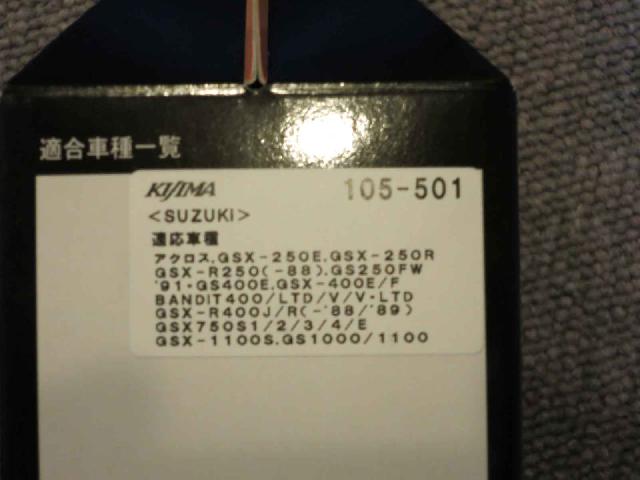 適合車種一覧
KIJIMA 105-501
<SUZUKI>
適応車種
アクロス,GSX-250E,GSX-250R
GSX-R250(-88),GS250FW
'91・GS400E,GSX-400E/F
BANDIT400/LTD/V/V・LTD
GSX-R400J/R(-'88/'89)
GSX750S1/2/3/4/E
GSX-1100S,GS1000/1100